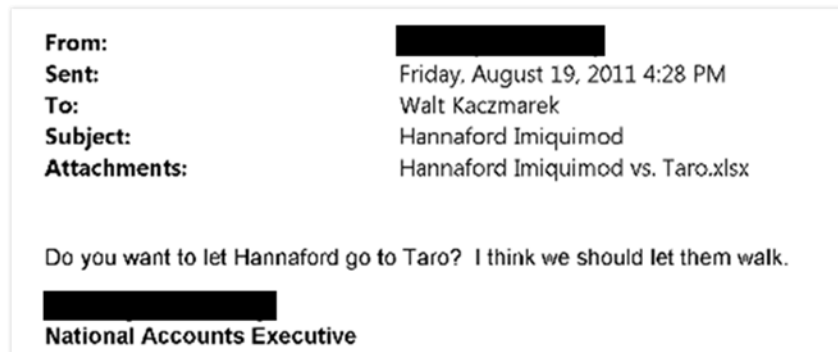 From:
Sent: Friday, August 19, 2011 4:28 PM
To: Walt Kaczmarek
Subject: Hannaford Imiquimod
Attachments: Hannaford Imiquimod vs. Taro.xlsx
Do you want to let Hannaford go to Taro? I think we should let them walk.
National Accounts Executive